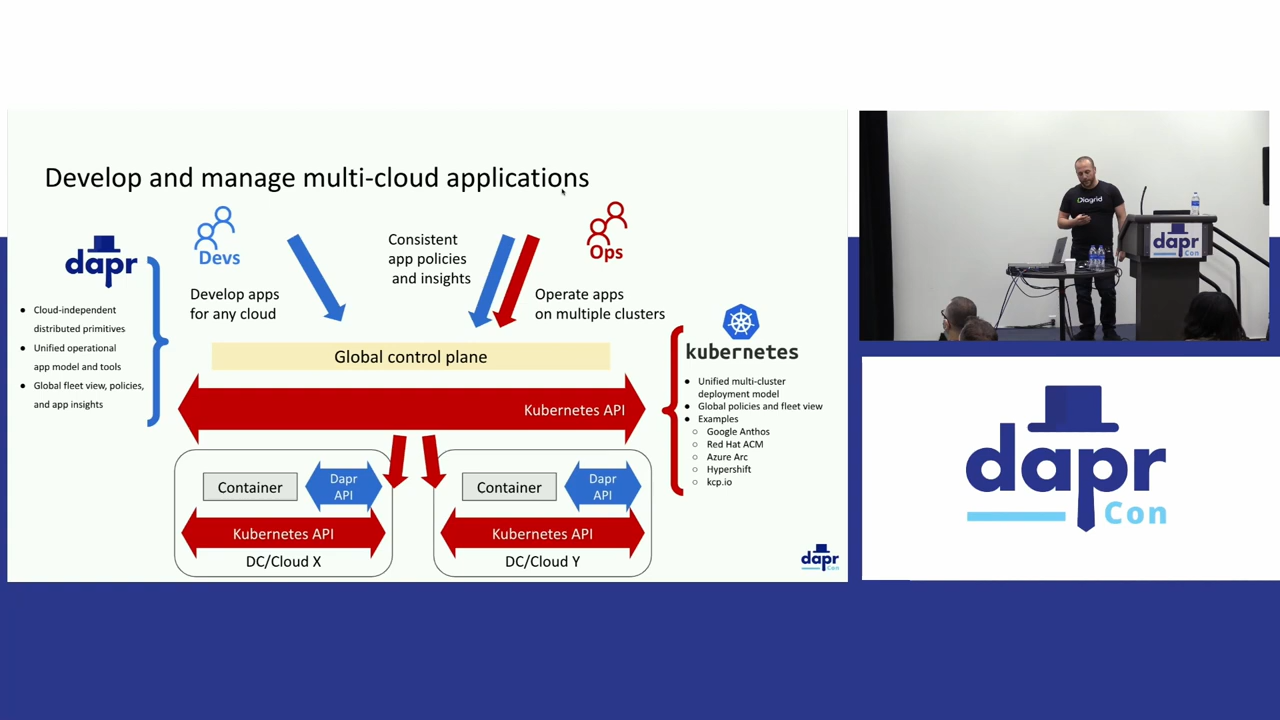 Develop and manage multi-cloud applications
dapr
Devs
Consistent
app policies
and insights
Ops
Develop apps
for any cloud
Operate apps
on multiple clusters
● Cloud-independent
distributed primitives
● Unified operational
app model and tools
● Global fleet view, policies,
and app insights
Global control plane
Kubernetes API
kubernetes
● Unified multi-cluster
deployment model
● Global policies and fleet view
● Examples
○ Google Anthos
○ Red Hat ACM
○ Azure Arc
○ Hypershift
○ kcp.io
Container
Dapr
API
Kubernetes API
DC/Cloud X
Container
Dapr
API
Kubernetes API
DC/Cloud Y
dapr
Con
Diagrid
dapr
Con
dapr
Con